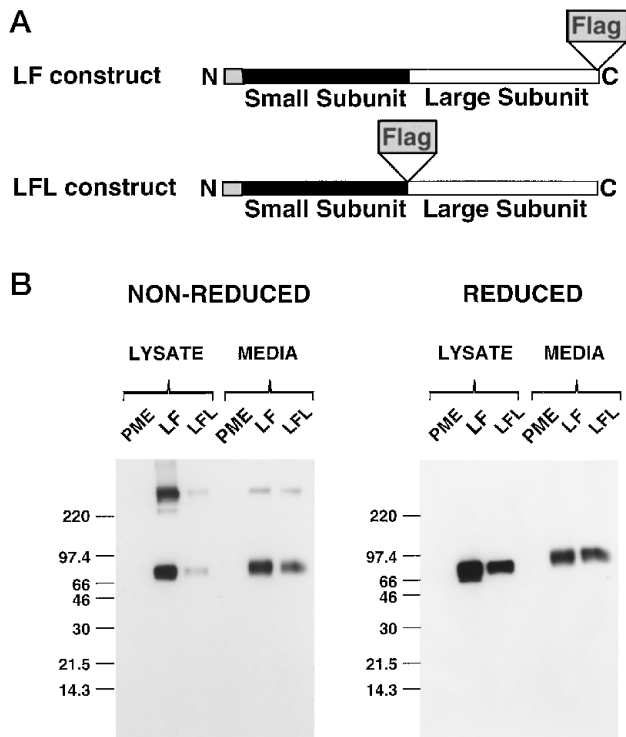 A
Flag
LF construct N C
Small Subunit Large Subunit
Flag
LFL construct N C
Small Subunit Large Subunit
B
NON-REDUCED REDUCED
LYSATE MEDIA LYSATE MEDIA
PME LF LFL PME LF LFL PME LF LFL PME LF LFL
220 220
97.4 97.4
66 66
46 46
30 30
21.5 21.5
14.3 14.3